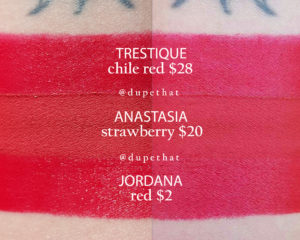 TRESTIQUE
chile red $28
@dupethat
ANASTASIA
strawberry $20
@dupethat
JORDANA
red $2